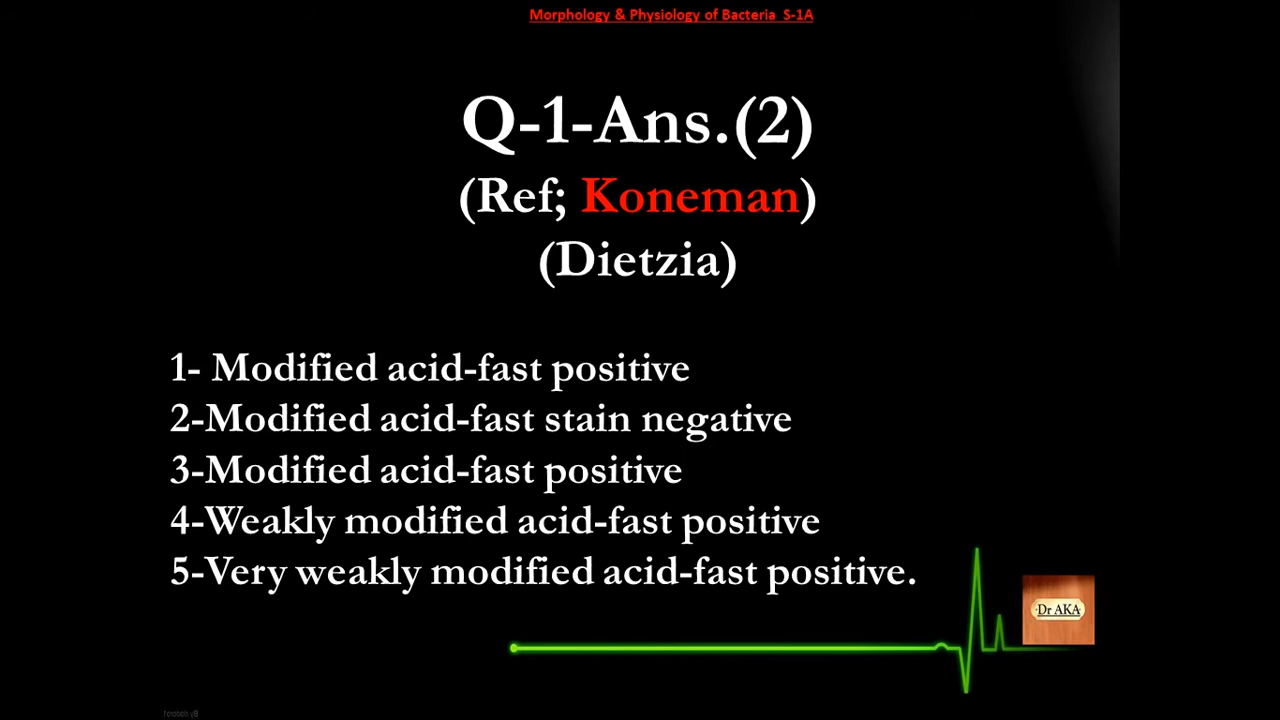 Morphology & Physiology of Bacteria S-1A
Q-1-Ans.(2)
(Ref; Koneman)
(Dietzia)
1- Modified acid-fast positive
2-Modified acid-fast stain negative
3-Modified acid-fast positive
4-Weakly modified acid-fast positive
5-Very weakly modified acid-fast positive.
Dr AKA